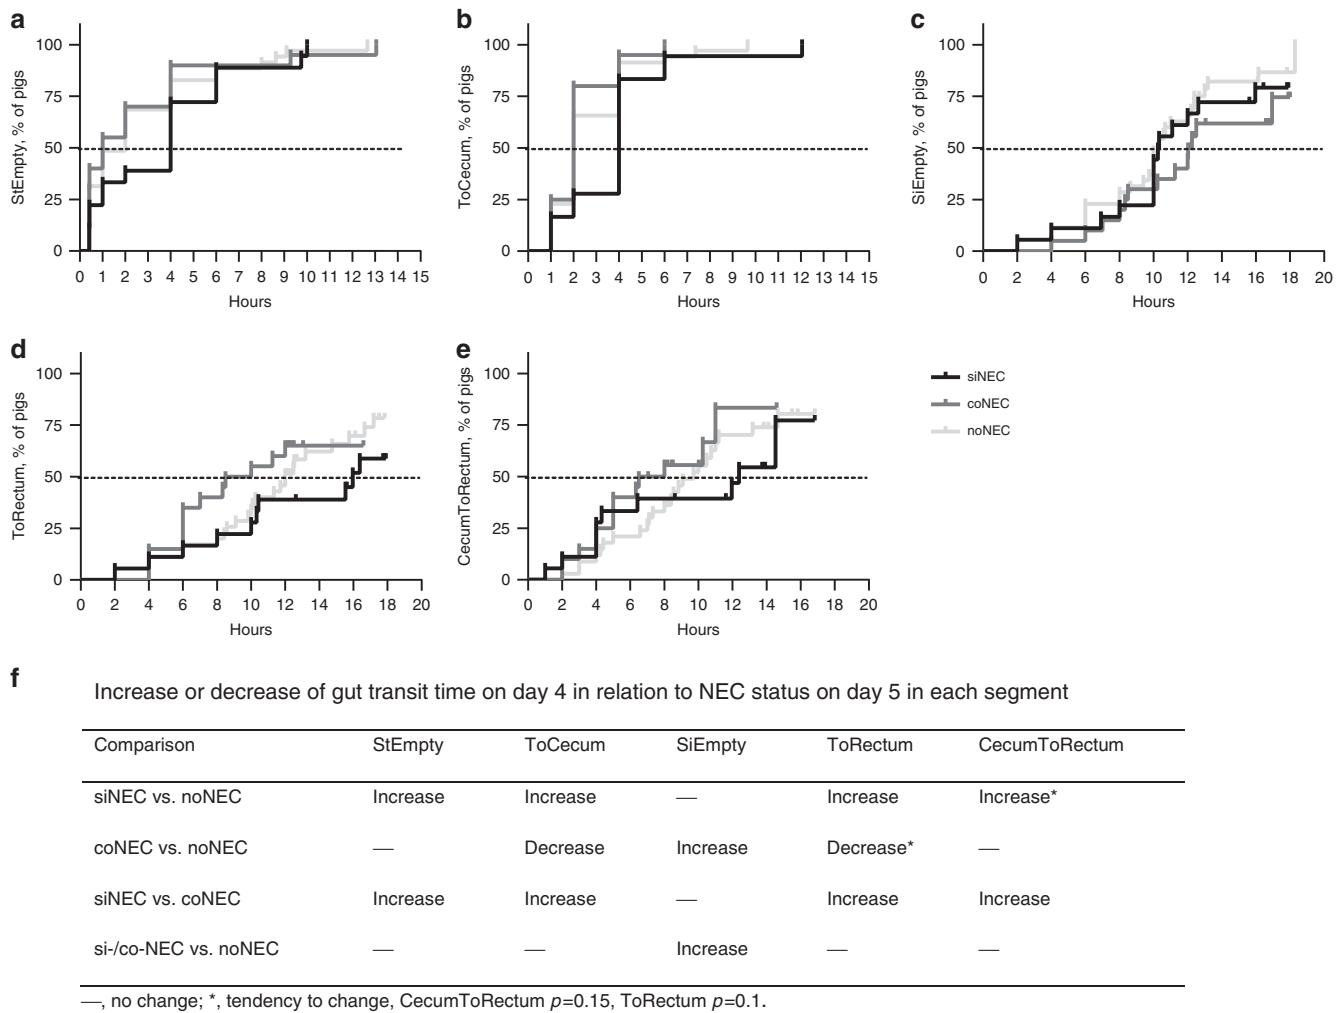 a
StEmpty, % of pigs
100
75
50
25
0
0 1 2 3 4 5 6 7 8 9 10 11 12 13 14 15
Hours
b
ToCecum, % of pigs
100
75
50
25
0
0 1 2 3 4 5 6 7 8 9 10 11 12 13 14 15
Hours
c
SiEmpty, % of pigs
100
75
50
25
0
0 2 4 6 8 10 12 14 16 18 20
Hours
d
ToRectum, % of pigs
100
75
50
25
0
0 2 4 6 8 10 12 14 16 18 20
Hours
e
CecumToRectum, % of pigs
100
75
50
25
0
0 2 4 6 8 10 12 14 16 18 20
Hours
siNEC
coNEC
noNEC
f
Increase or decrease of gut transit time on day 4 in relation to NEC status on day 5 in each segment
Comparison StEmpty ToCecum SiEmpty ToRectum CecumToRectum
siNEC vs. noNEC Increase Increase — Increase Increase*
coNEC vs. noNEC — Decrease Increase Decrease* —
siNEC vs. coNEC Increase Increase — Increase Increase
si-/co-NEC vs. noNEC — — Increase — —
—, no change; *, tendency to change, CecumToRectum p=0.15, ToRectum p=0.1.